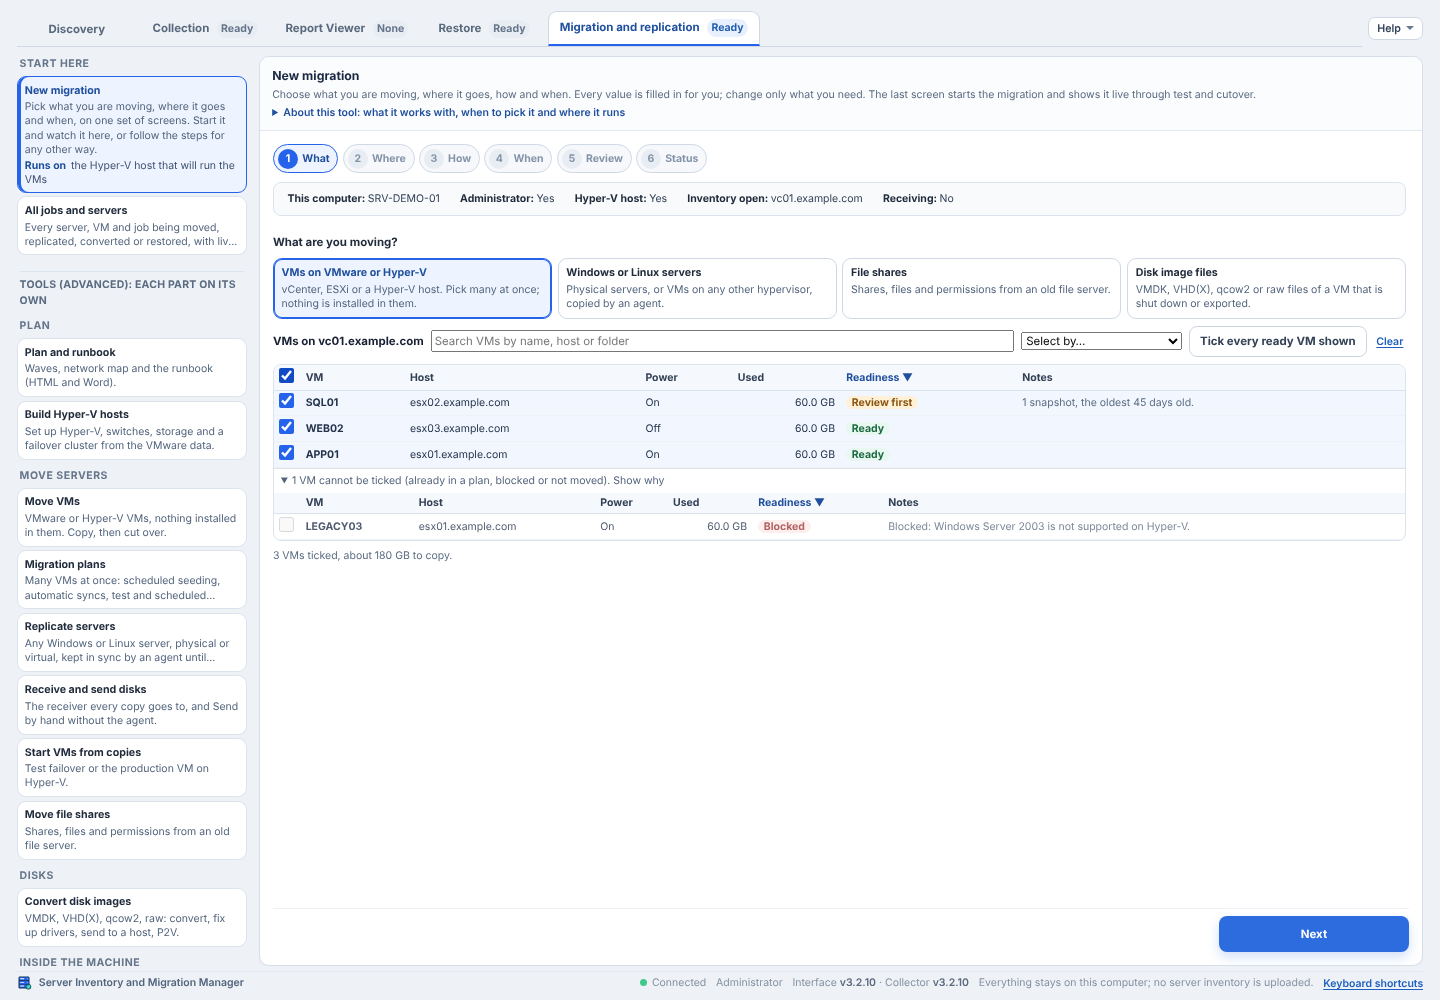 Discovery
Collection Ready
Report Viewer None
Restore Ready
Migration and replication Ready
Help
START HERE
New migration
Pick what you are moving, where it goes
and when, on one set of screens. Start it
and watch it here, or follow the steps for
any other way.
Runs on the Hyper-V host that will run the
VMs
All jobs and servers
Every server, VM and job being moved,
replicated, converted or restored, with liv...
TOOLS (ADVANCED): EACH PART ON ITS
OWN
PLAN
Plan and runbook
Waves, network map and the runbook
(HTML and Word).
Build Hyper-V hosts
Set up Hyper-V, switches, storage and a
failover cluster from the VMware data.
MOVE SERVERS
Move VMs
VMware or Hyper-V VMs, nothing installed
in them. Copy, then cut over.
Migration plans
Many VMs at once: scheduled seeding,
automatic syncs, test and scheduled...
Replicate servers
Any Windows or Linux server, physical or
virtual, kept in sync by an agent until...
Receive and send disks
The receiver every copy goes to, and Send
by hand without the agent.
Start VMs from copies
Test failover or the production VM on
Hyper-V.
Move file shares
Shares, files and permissions from an old
file server.
DISKS
Convert disk images
VMDK, VHD(X), qcow2, raw: convert, fix
up drivers, send to a host, P2V.
INSIDE THE MACHINE
New migration
Choose what you are moving, where it goes, how and when. Every value is filled in for you; change only what you need. The last screen starts the migration and shows it live through test and cutover.
▶ About this tool: what it works with, when to pick it and where it runs
1 What
2 Where
3 How
4 When
5 Review
6 Status
This computer: SRV-DEMO-01 Administrator: Yes Hyper-V host: Yes Inventory open: vc01.example.com Receiving: No
What are you moving?
VMs on VMware or Hyper-V
vCenter, ESXi or a Hyper-V host. Pick many at once;
nothing is installed in them.
Windows or Linux servers
Physical servers, or VMs on any other hypervisor,
copied by an agent.
File shares
Shares, files and permissions from an old file server.
Disk image files
VMDK, VHD(X), qcow2 or raw files of a VM that is
shut down or exported.
VMs on vc01.example.com Search VMs by name, host or folder Select by... Tick every ready VM shown Clear
VM Host Power Used Readiness ▼ Notes
SQL01 esx02.example.com On 60.0 GB Review first 1 snapshot, the oldest 45 days old.
WEB02 esx03.example.com Off 60.0 GB Ready
APP01 esx01.example.com On 60.0 GB Ready
▼ 1 VM cannot be ticked (already in a plan, blocked or not moved). Show why
VM Host Power Used Readiness ▼ Notes
LEGACY03 esx01.example.com On 60.0 GB Blocked Blocked: Windows Server 2003 is not supported on Hyper-V.
3 VMs ticked, about 180 GB to copy.
Next
Server Inventory and Migration Manager
Connected Administrator Interface v3.2.10 · Collector v3.2.10 Everything stays on this computer; no server inventory is uploaded. Keyboard shortcuts